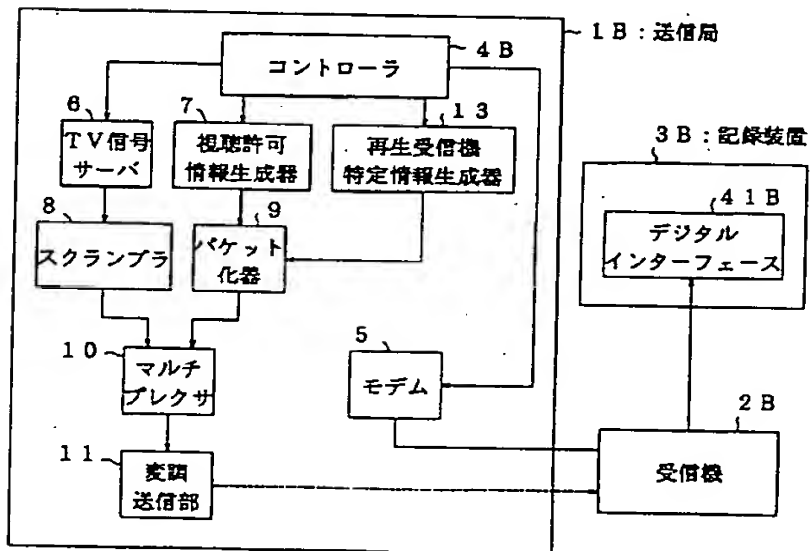 1B:送信局
4B
コントローラ
6
TV信号
サーバ
7
視聴許可
情報生成器
13
再生受信機
特定情報生成器
3B:記録装置
41B
デジタル
インターフェース
8
スクランブラ
9
パケット
化器
10
マルチ
プレクサ
5
モデム
2B
受信機
11
変調
送信部